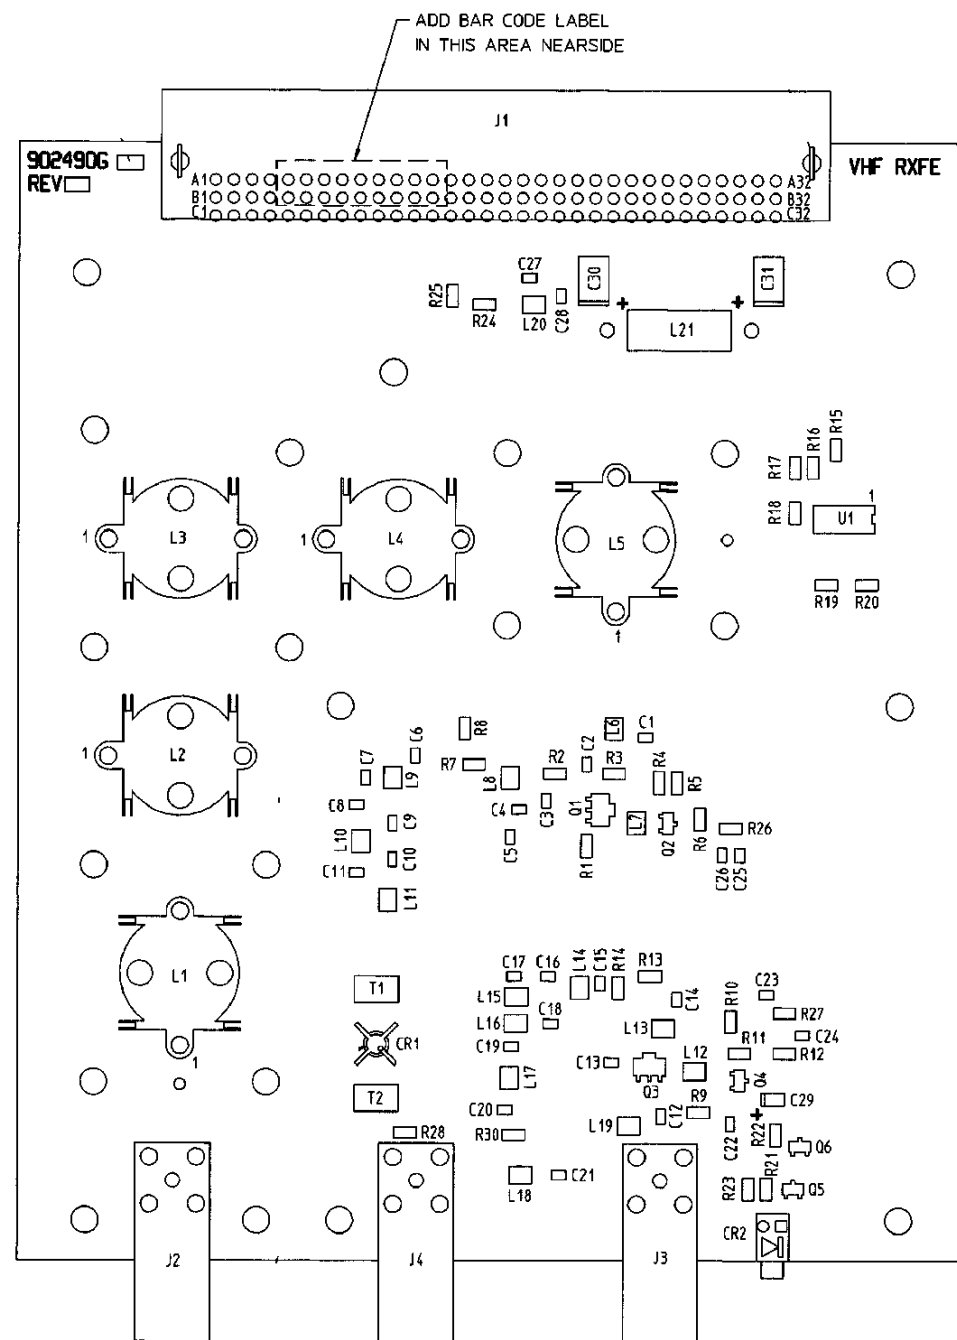 ADD BAR CODE LABEL
IN THIS AREA NEARSIDE
J1
902490G
REV
VHF RXFE
A1
A32
B1
B32
C1
C32
C27
C30
C31
R25
R24
L20
C28
+
+
L21
R15
R16
R17
R18
1
U1
1
L3
1
L4
L5
1
R19
R20
1
L2
R8
L6
C1
C6
C7
L9
R7
L8
R2
C2
R3
R4
R5
C8
C9
C4
C3
Q1
L7
Q2
R6
R26
L10
C5
R1
C10
C11
C26
C25
L11
L1
1
T1
C17
C16
L14
C15
R14
R13
L15
C14
R10
C23
R27
L16
C18
L13
CR1
C19
R11
C24
R12
C13
L12
L17
Q3
Q4
T2
C20
C12
R9
C29
+
R28
R30
L19
C22
R22
Q6
L18
C21
R23
R21
Q5
CR2
J2
J4
J3